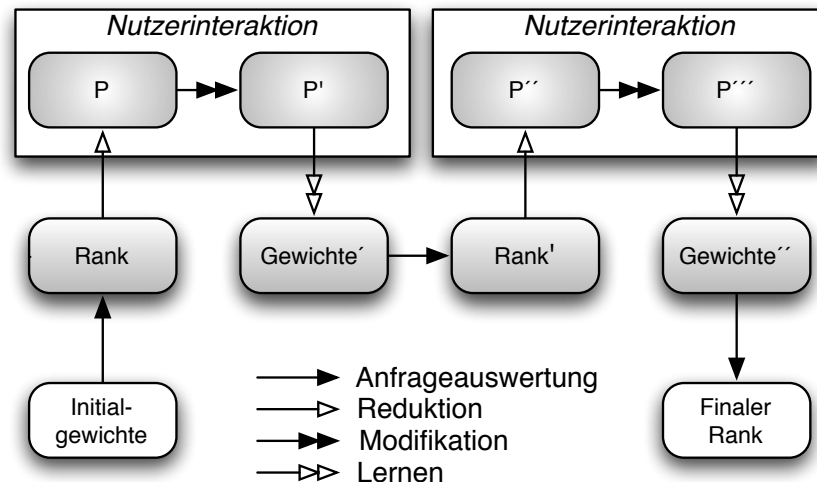 Nutzerinteraktion
Nutzerinteraktion
P
P'
P´´
P´´´
Rank
Gewichte´
Rank'
Gewichte´´
Initial-
gewichte
Finaler
Rank
Anfrageauswertung
Reduktion
Modifikation
Lernen